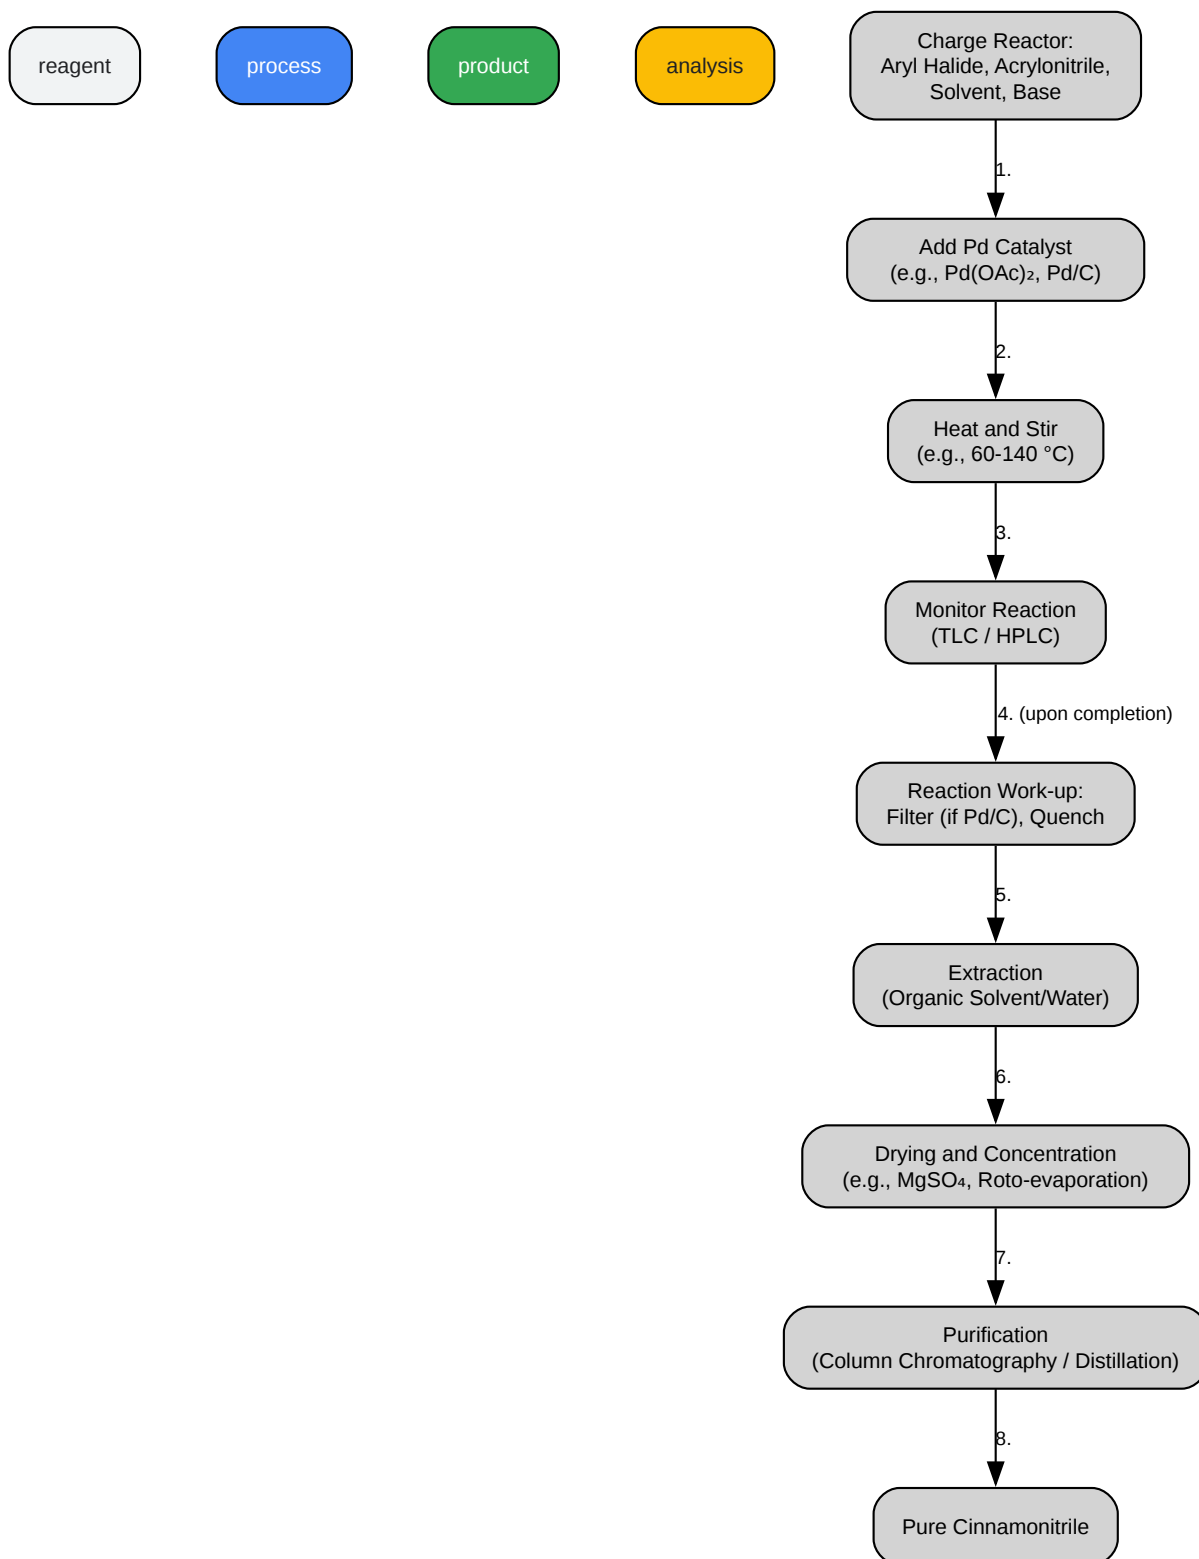 reagent
process
product
analysis
Charge Reactor:
Aryl Halide, Acrylonitrile,
Solvent, Base
1.
Add Pd Catalyst
(e.g., Pd(OAc)₂, Pd/C)
2.
Heat and Stir
(e.g., 60-140 °C)
3.
Monitor Reaction
(TLC / HPLC)
4. (upon completion)
Reaction Work-up:
Filter (if Pd/C), Quench
5.
Extraction
(Organic Solvent/Water)
6.
Drying and Concentration
(e.g., MgSO₄, Roto-evaporation)
7.
Purification
(Column Chromatography / Distillation)
8.
Pure Cinnamonitrile